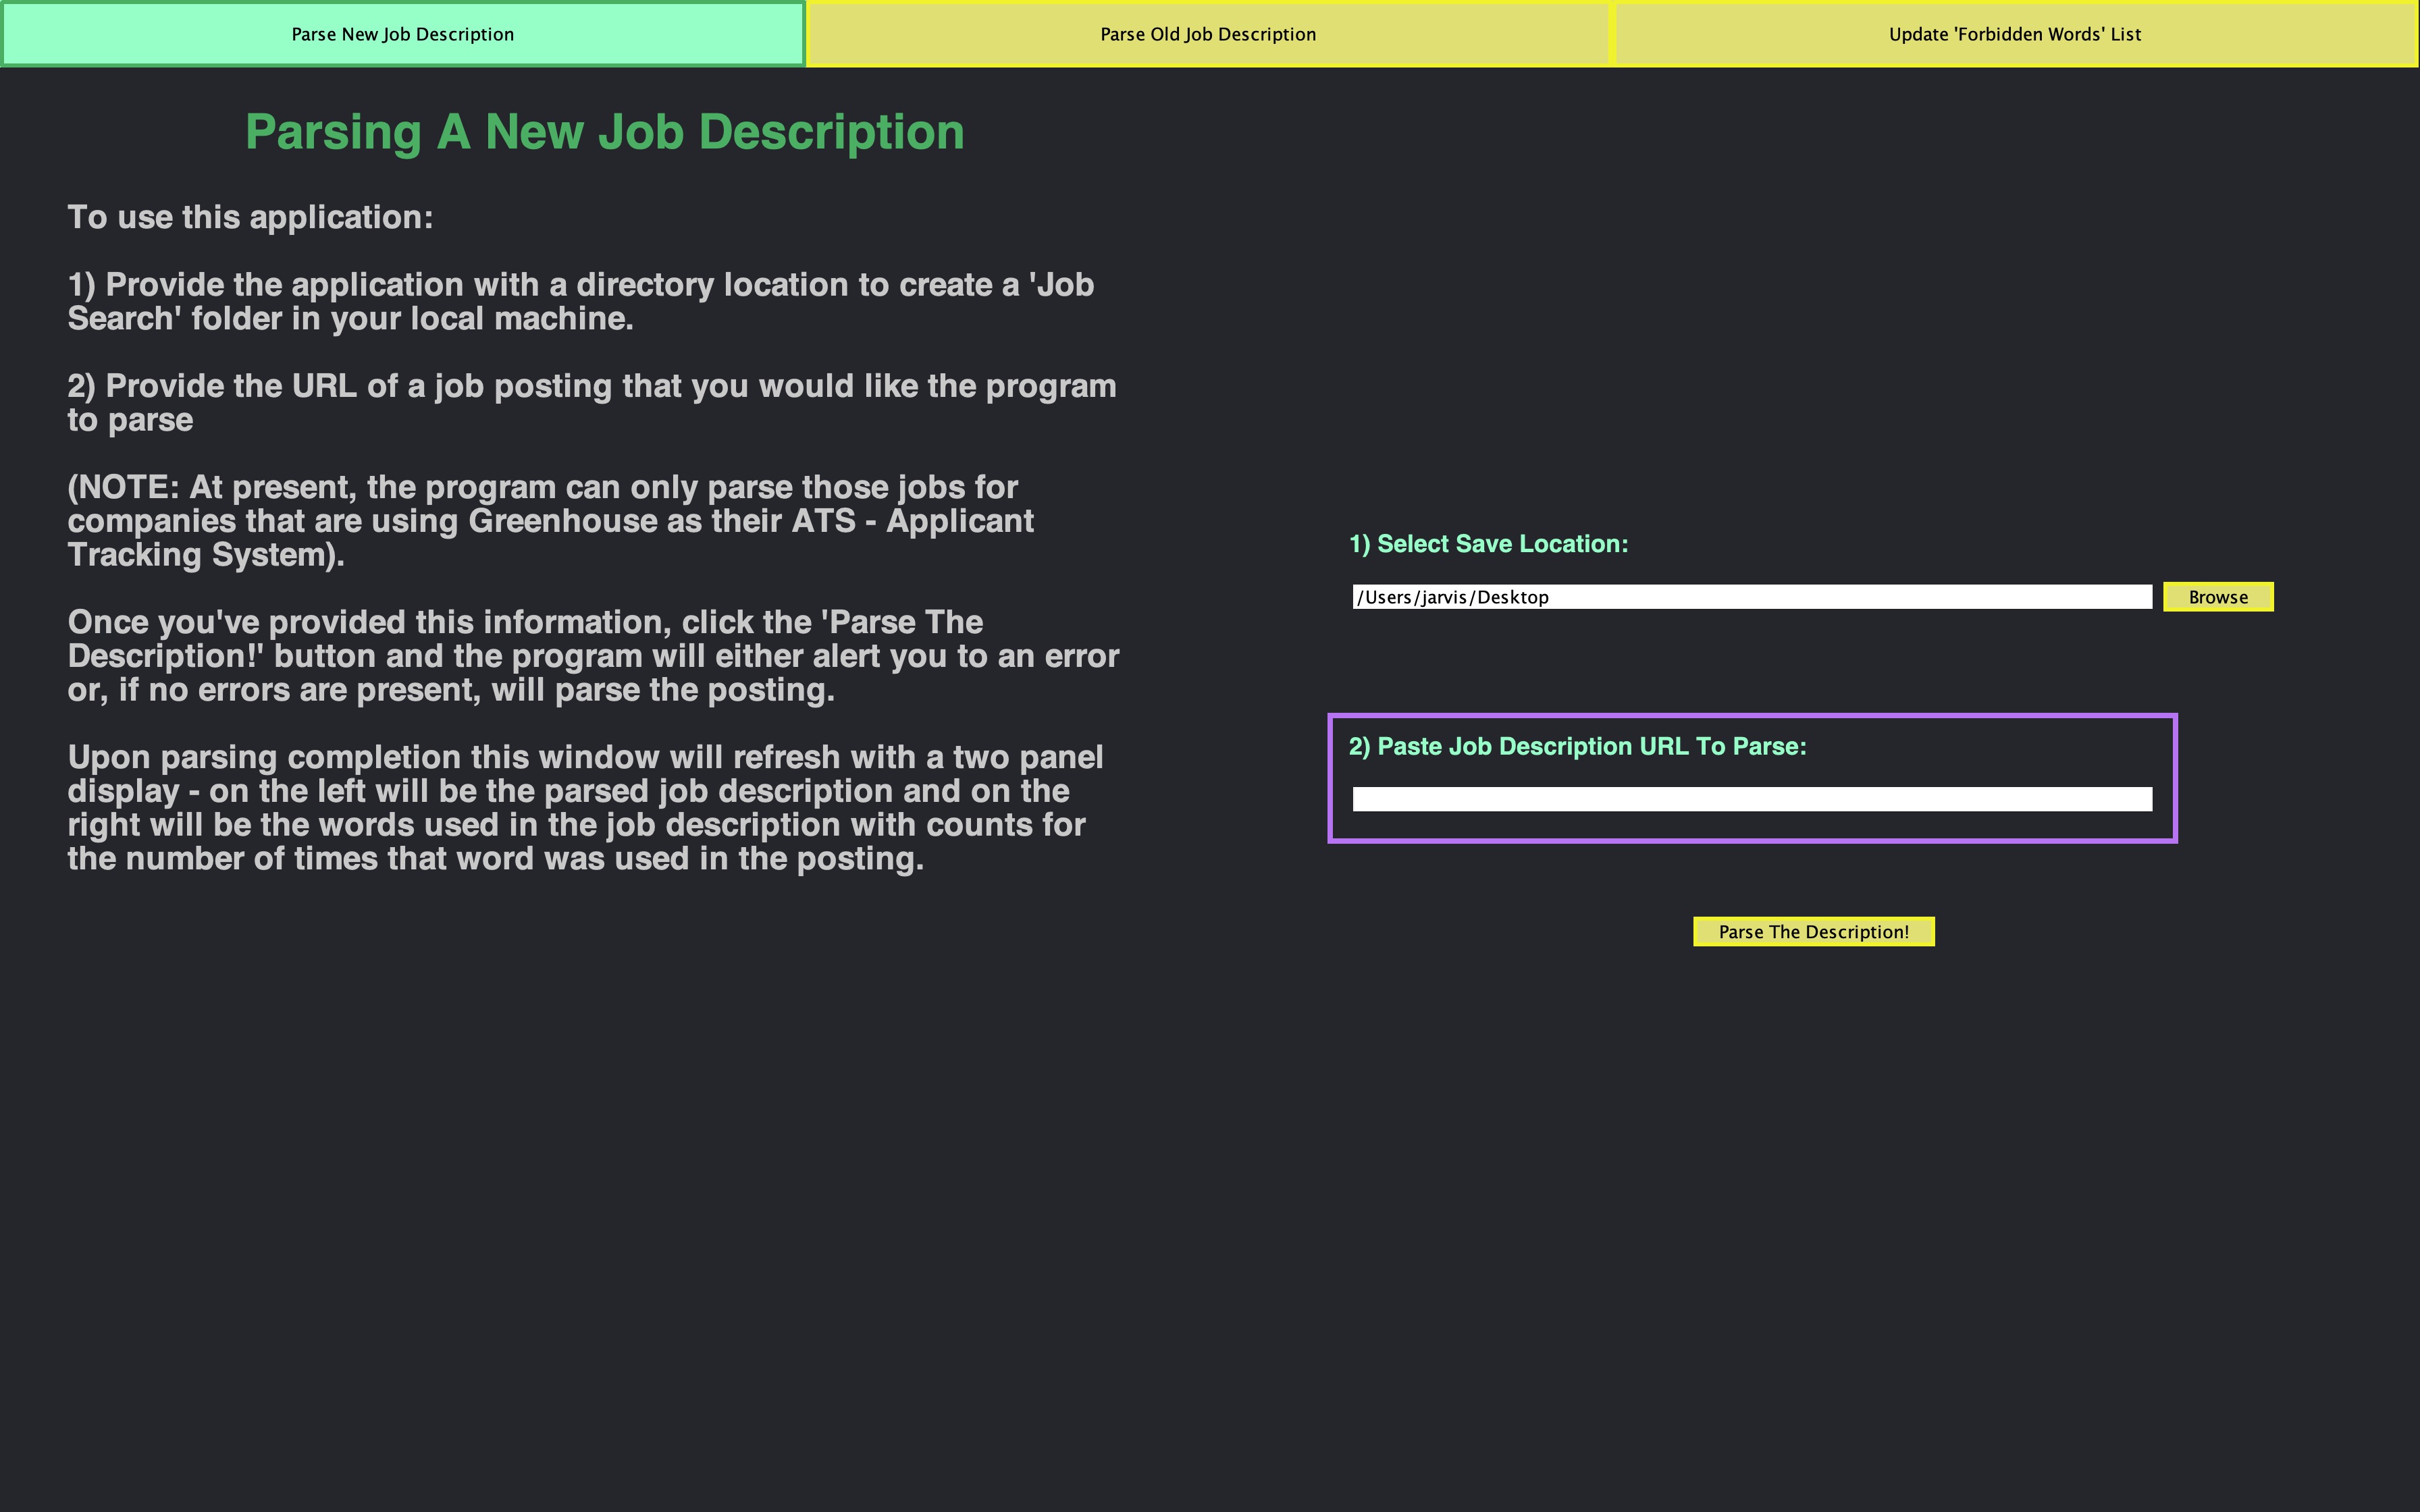 Parse New Job Description
Parse Old Job Description
Update 'Forbidden Words' List
Parsing A New Job Description
To use this application:
1) Provide the application with a directory location to create a 'Job
Search' folder in your local machine.
2) Provide the URL of a job posting that you would like the program
to parse
(NOTE: At present, the program can only parse those jobs for
companies that are using Greenhouse as their ATS - Applicant
Tracking System).
Once you've provided this information, click the 'Parse The
Description!' button and the program will either alert you to an error
or, if no errors are present, will parse the posting.
Upon parsing completion this window will refresh with a two panel
display - on the left will be the parsed job description and on the
right will be the words used in the job description with counts for
the number of times that word was used in the posting.
1) Select Save Location:
/Users/jarvis/Desktop
Browse
2) Paste Job Description URL To Parse:
Parse The Description!